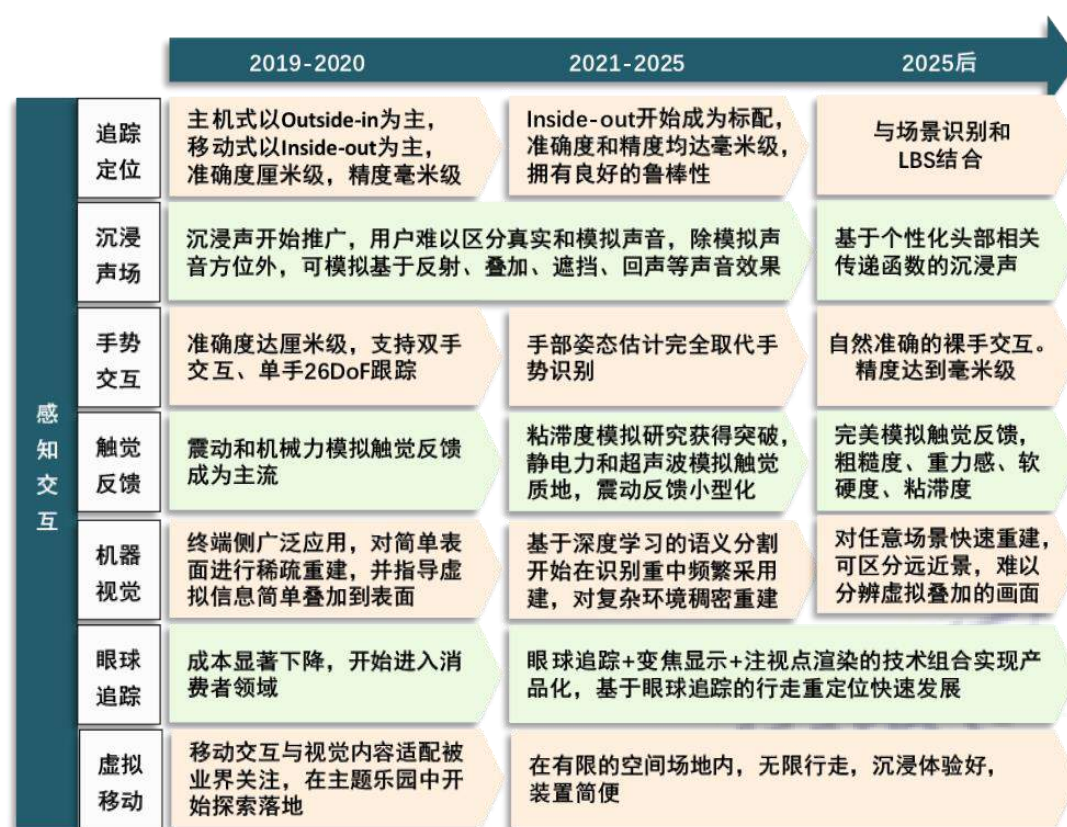 2019-2020
2021-2025
2025后
感知交互
追踪
定位
主机式以Outside-in为主，
移动式以Inside-out为主，
准确度厘米级，精度毫米级
Inside-out开始成为标配，
准确度和精度均达毫米级，
拥有良好的鲁棒性
与场景识别和
LBS结合
沉浸
声场
沉浸声开始推广，用户难以区分真实和模拟声音，除模拟声
音方位外，可模拟基于反射、叠加、遮挡、回声等声音效果
基于个性化头部相关
传递函数的沉浸声
手势
交互
准确度达厘米级，支持双手
交互、单手26DoF跟踪
手部姿态估计完全取代手
势识别
自然准确的裸手交互。
精度达到毫米级
触觉
反馈
震动和机械力模拟触觉反馈
成为主流
粘滞度模拟研究获得突破，
静电力和超声波模拟触觉
质地，震动反馈小型化
完美模拟触觉反馈，
粗糙度、重力感、软
硬度、粘滞度
机器
视觉
终端侧广泛应用，对简单表
面进行稀疏重建，并指导虚
拟信息简单叠加到表面
基于深度学习的语义分割
开始在识别重中频繁采用
建，对复杂环境稠密重建
对任意场景快速重建，
可区分远近景，难以
分辨虚拟叠加的画面
眼球
追踪
成本显著下降，开始进入消
费者领域
眼球追踪+变焦显示+注视点渲染的技术组合实现产
品化，基于眼球追踪的行走重定位快速发展
虚拟
移动
移动交互与视觉内容适配被
业界关注，在主题乐园中开
始探索落地
在有限的空间场地内，无限行走，沉浸体验好，
装置简便